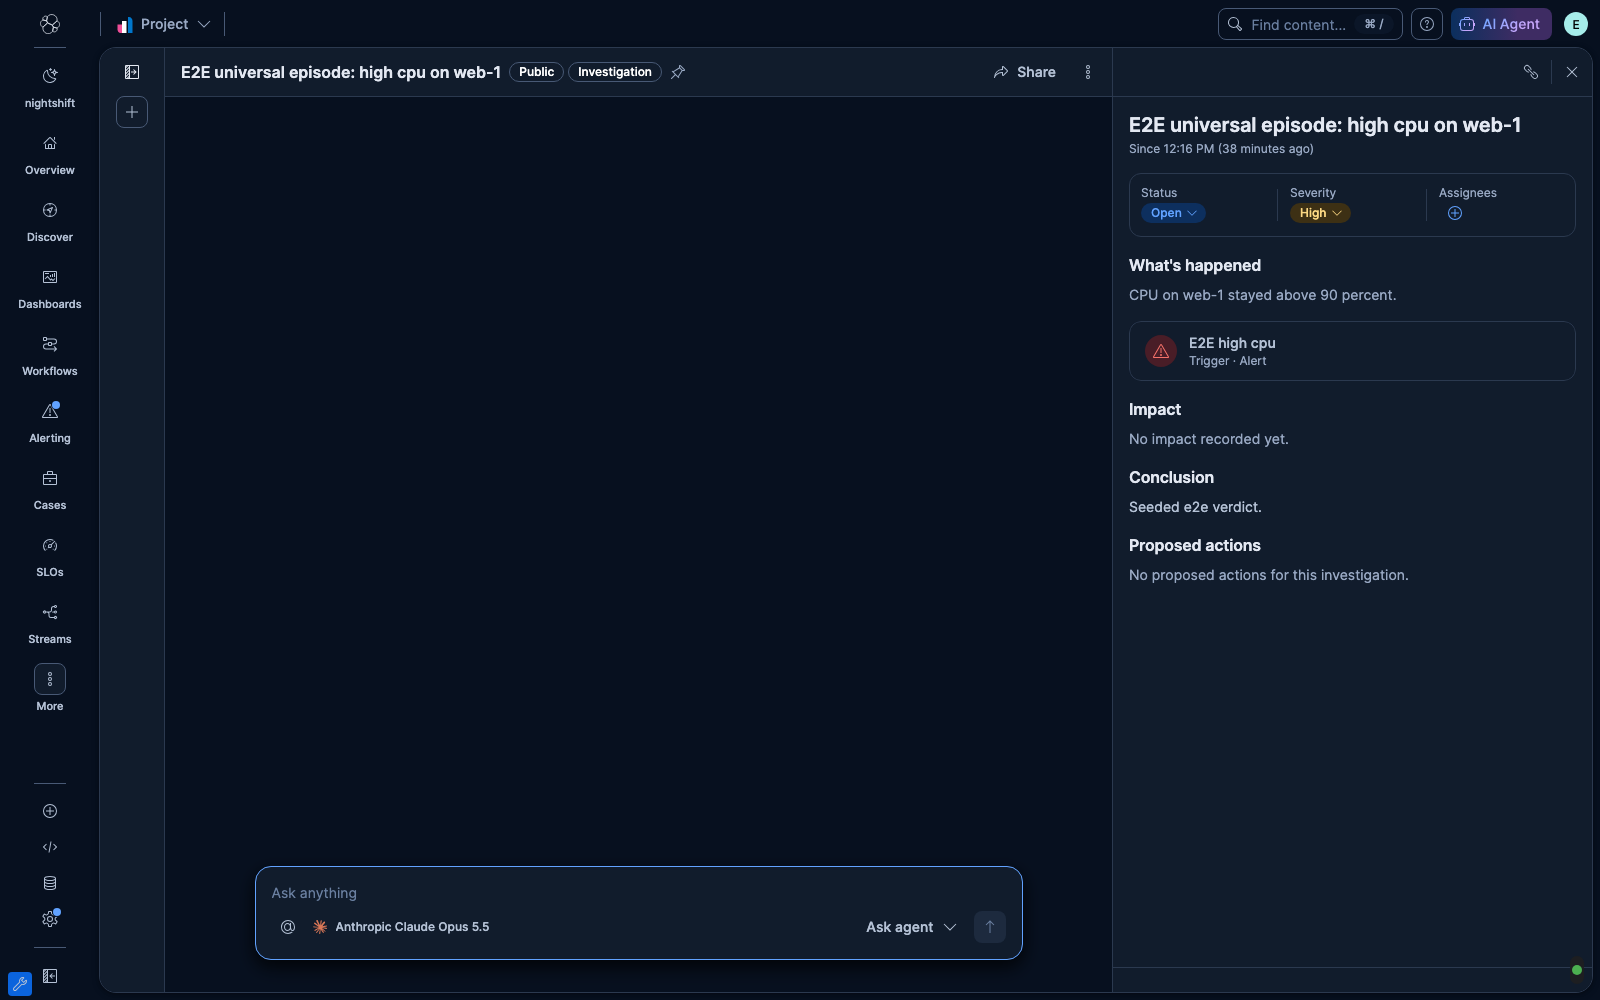 Project
Find content...
⌘ /
AI Agent
E
nightshift
Overview
Discover
Dashboards
Workflows
Alerting
Cases
SLOs
Streams
More
E2E universal episode: high cpu on web-1
Public
Investigation
Share
Ask anything
@
Anthropic Claude Opus 5.5
Ask agent
E2E universal episode: high cpu on web-1
Since 12:16 PM (38 minutes ago)
Status
Open
Severity
High
Assignees
What's happened
CPU on web-1 stayed above 90 percent.
E2E high cpu
Trigger · Alert
Impact
No impact recorded yet.
Conclusion
Seeded e2e verdict.
Proposed actions
No proposed actions for this investigation.